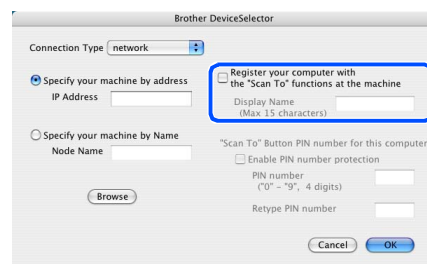 Brother DeviceSelector
Connection Type network
Specify your machine by address
IP Address
Specify your machine by Name
Node Name
Browse
Register your computer with
the "Scan To" functions at the machine
Display Name
(Max 15 characters)
"Scan To" Button PIN number for this computer
Enable PIN number protection
PIN number
("0" - "9", 4 digits)
Retype PIN number
Cancel OK